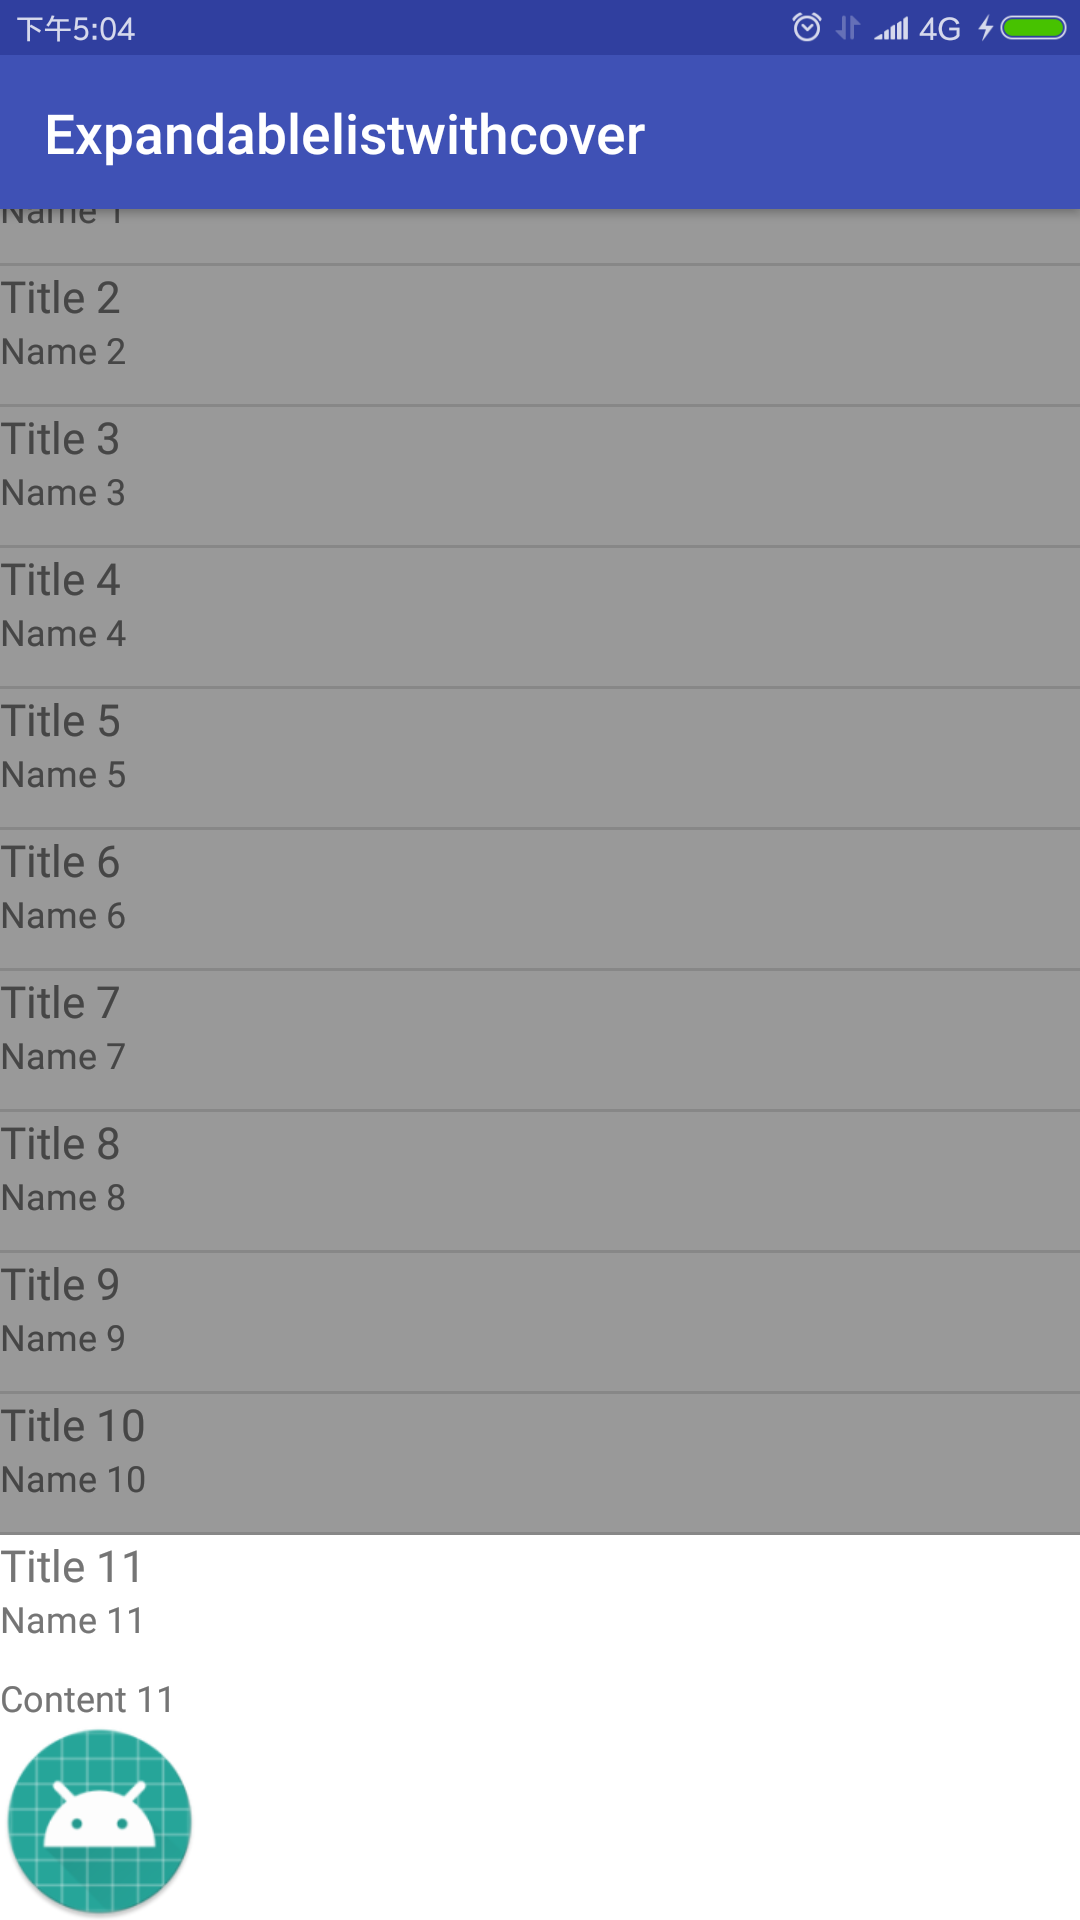 下午5:04
4G
Expandablelistwithcover
Name 1
Title 2
Name 2
Title 3
Name 3
Title 4
Name 4
Title 5
Name 5
Title 6
Name 6
Title 7
Name 7
Title 8
Name 8
Title 9
Name 9
Title 10
Name 10
Title 11
Name 11
Content 11